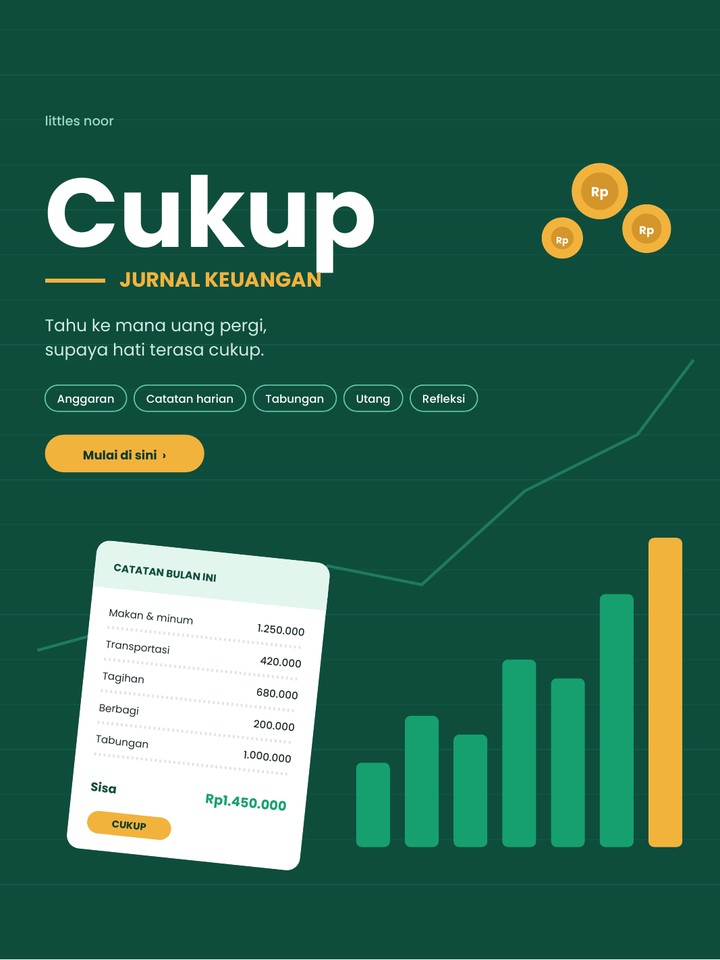 littles noor
Cukup
JURNAL KEUANGAN
Tahu ke mana uang pergi,
supaya hati terasa cukup.
Anggaran
Catatan harian
Tabungan
Utang
Refleksi
Mulai di sini ›
Rp
Rp
Rp
CATATAN BULAN INI
Makan & minum 1.250.000
Transportasi 420.000
Tagihan 680.000
Berbagi 200.000
Tabungan 1.000.000
Sisa Rp1.450.000
CUKUP